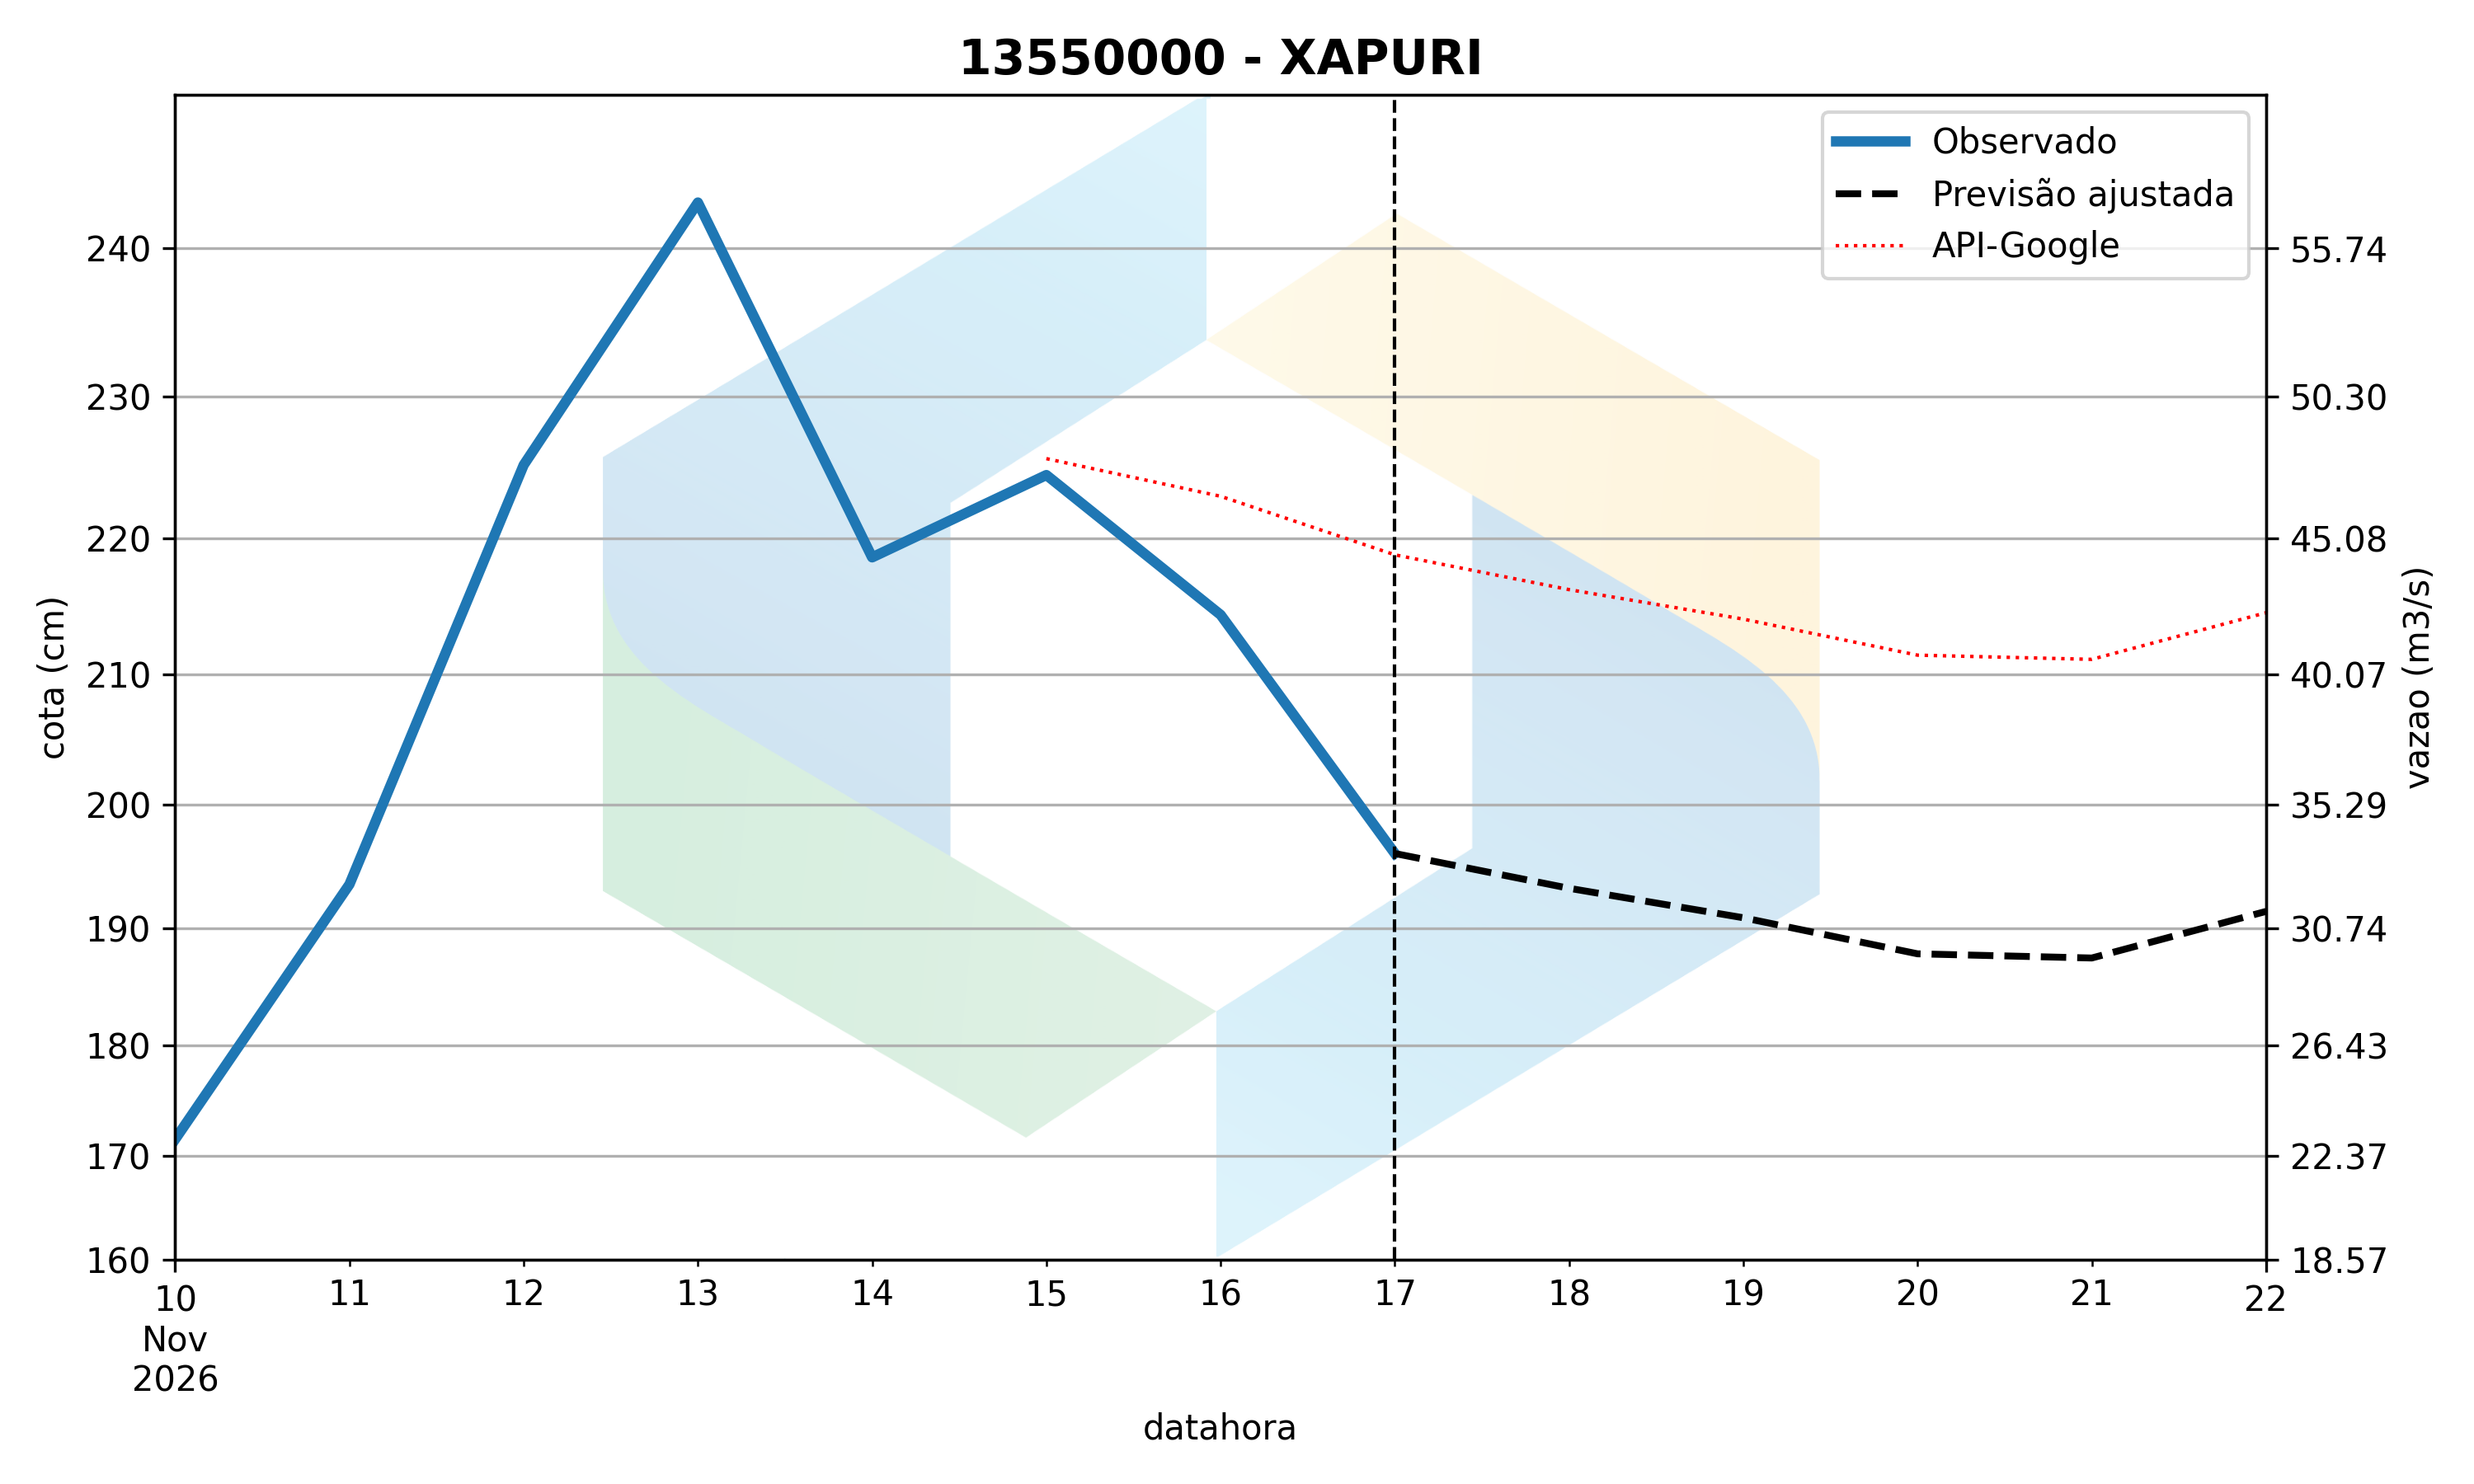 13550000 - XAPURI
Observado
Previsão ajustada
API-Google
cota (cm)
240
230
220
210
200
190
180
170
160
55.74
50.30
45.08
40.07
35.29
30.74
26.43
22.37
18.57
vazao (m3/s)
10 11 12 13 14 15 16 17 18 19 20 21 22
Nov
2026
datahora